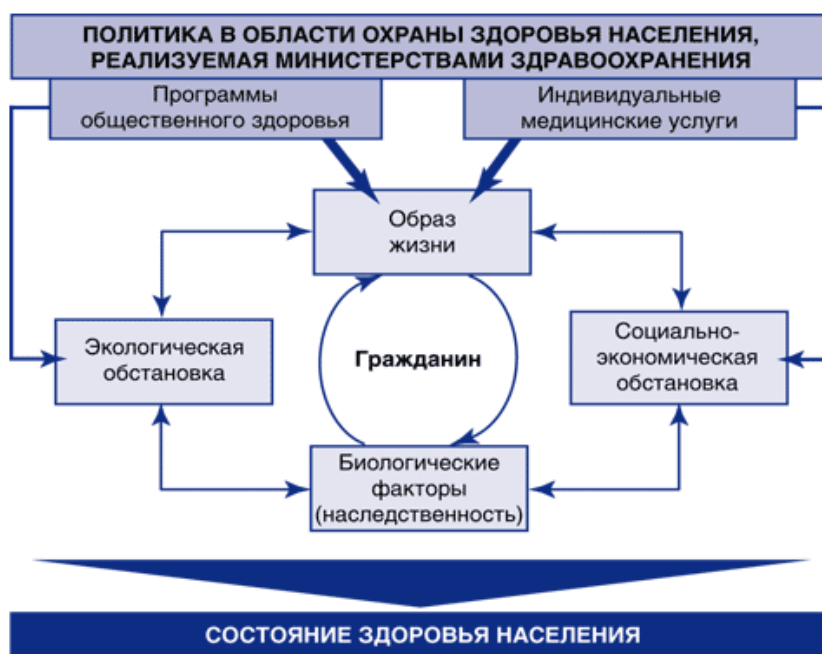 ПОЛИТИКА В ОБЛАСТИ ОХРАНЫ ЗДОРОВЬЯ НАСЕЛЕНИЯ,
РЕАЛИЗУЕМАЯ МИНИСТЕРСТВАМИ ЗДРАВООХРАНЕНИЯ
Программы
общественного здоровья
Индивидуальные
медицинские услуги
Образ
жизни
Экологическая
обстановка
Гражданин
Социально-
экономическая
обстановка
Биологические
факторы
(наследственность)
СОСТОЯНИЕ ЗДОРОВЬЯ НАСЕЛЕНИЯ